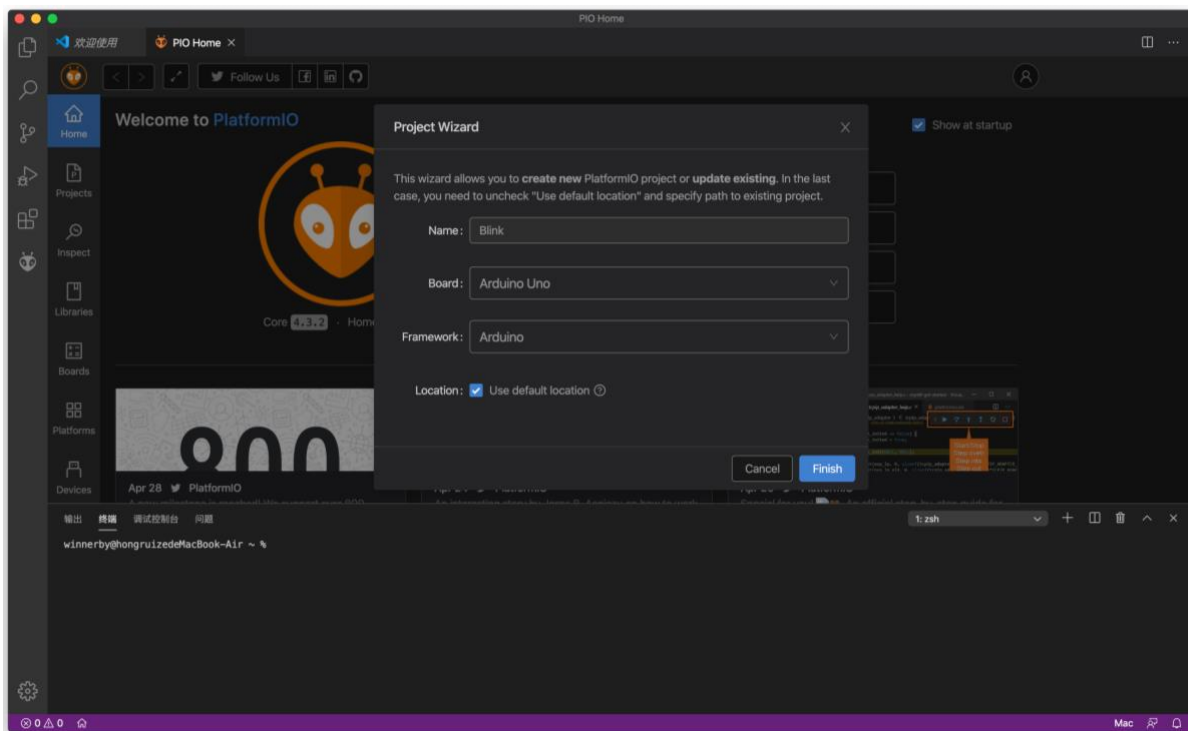 PIO Home
欢迎使用
PIO Home
Follow Us
Home
Welcome to PlatformIO
Project Wizard
Show at startup
This wizard allows you to create new PlatformIO project or update existing. In the last
case, you need to uncheck "Use default location" and specify path to existing project.
Projects
Name: Blink
Inspect
Board: Arduino Uno
Libraries
Core 4.3.2 · Home
Framework: Arduino
Boards
Location: Use default location
Platforms
800
Cancel Finish
Devices
Apr 28 PlatformIO
输出 终端 调试控制台 问题
1: zsh
winnerby@hongruizedeMacBook-Air ~ %
0 0
Mac